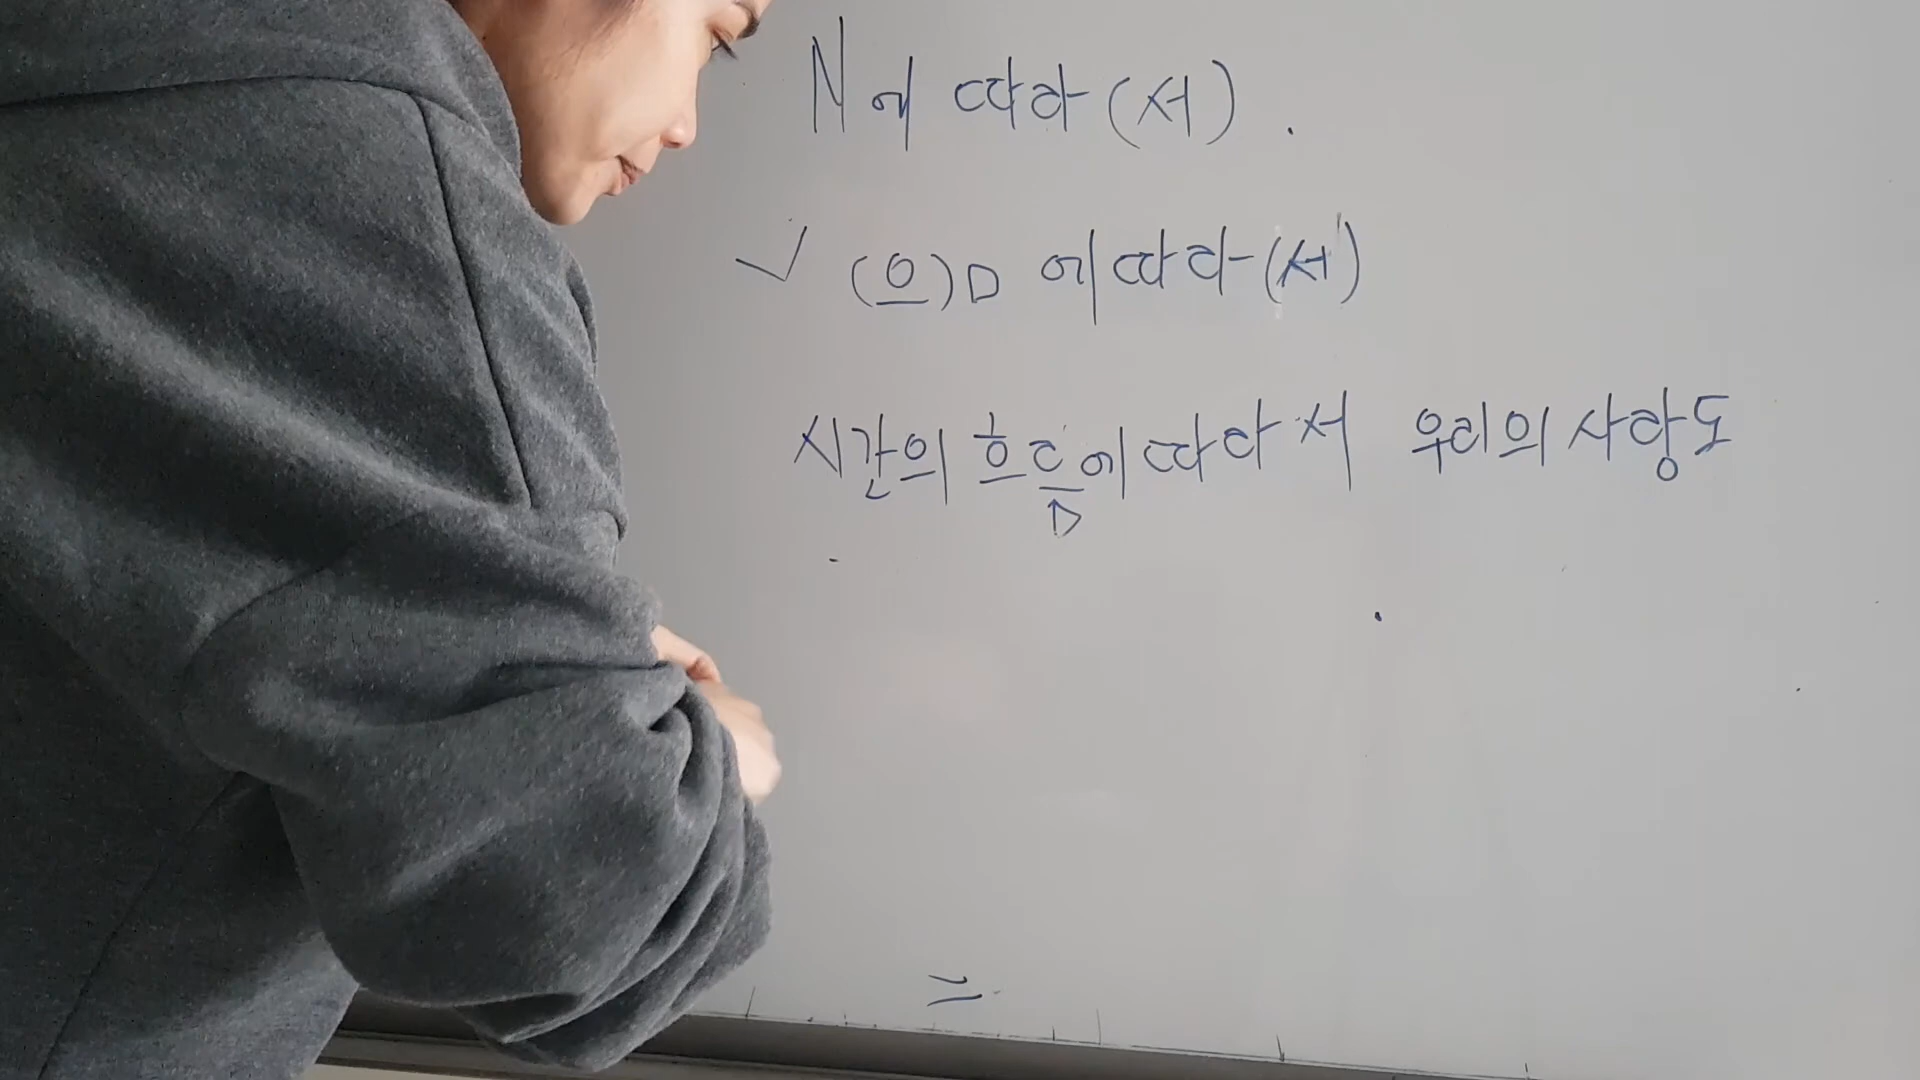 N에 따라(서).
✓ (으)ㅁ에 따라(서)
시간의 흐름에 따라서 우리의 사랑도